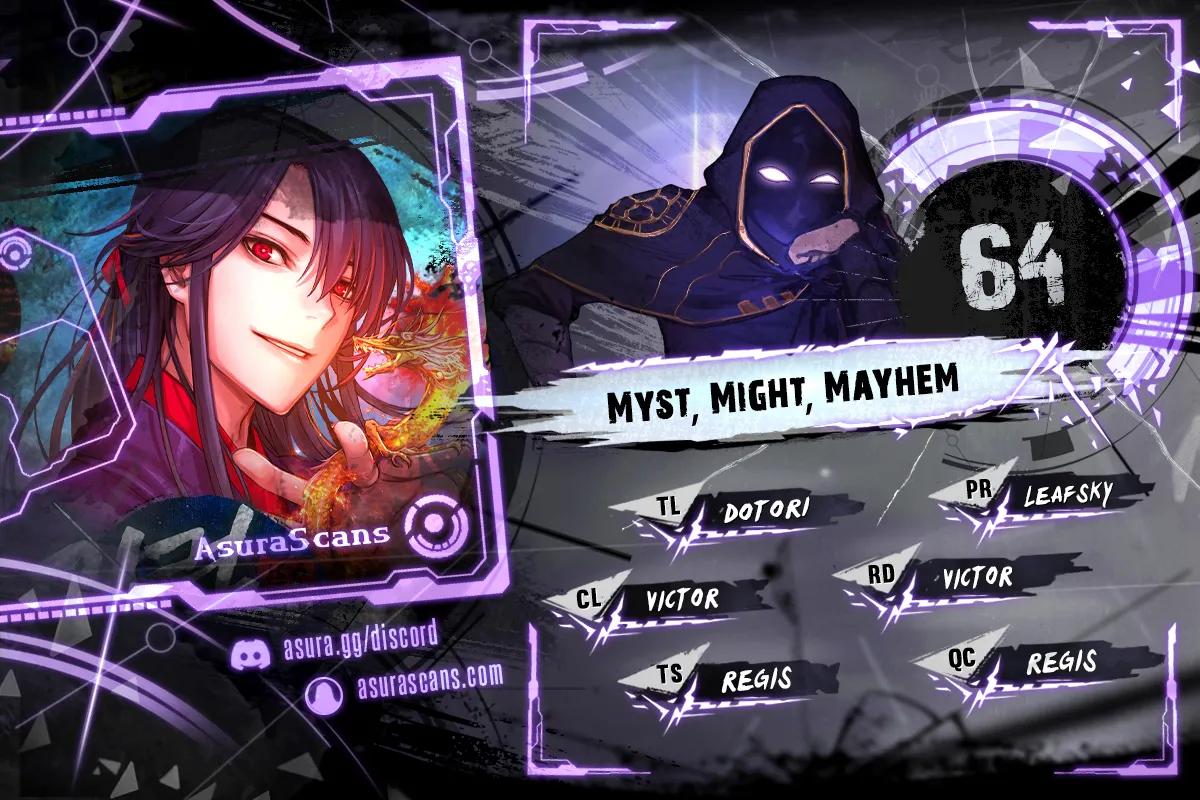 64
MYST, MIGHT, MAYHEM
TL DOTORI
PR LEAFSKY
CL VICTOR
RD VICTOR
TS REGIS
QC REGIS
AsuraScans
asura.gg/discord
asurascans.com